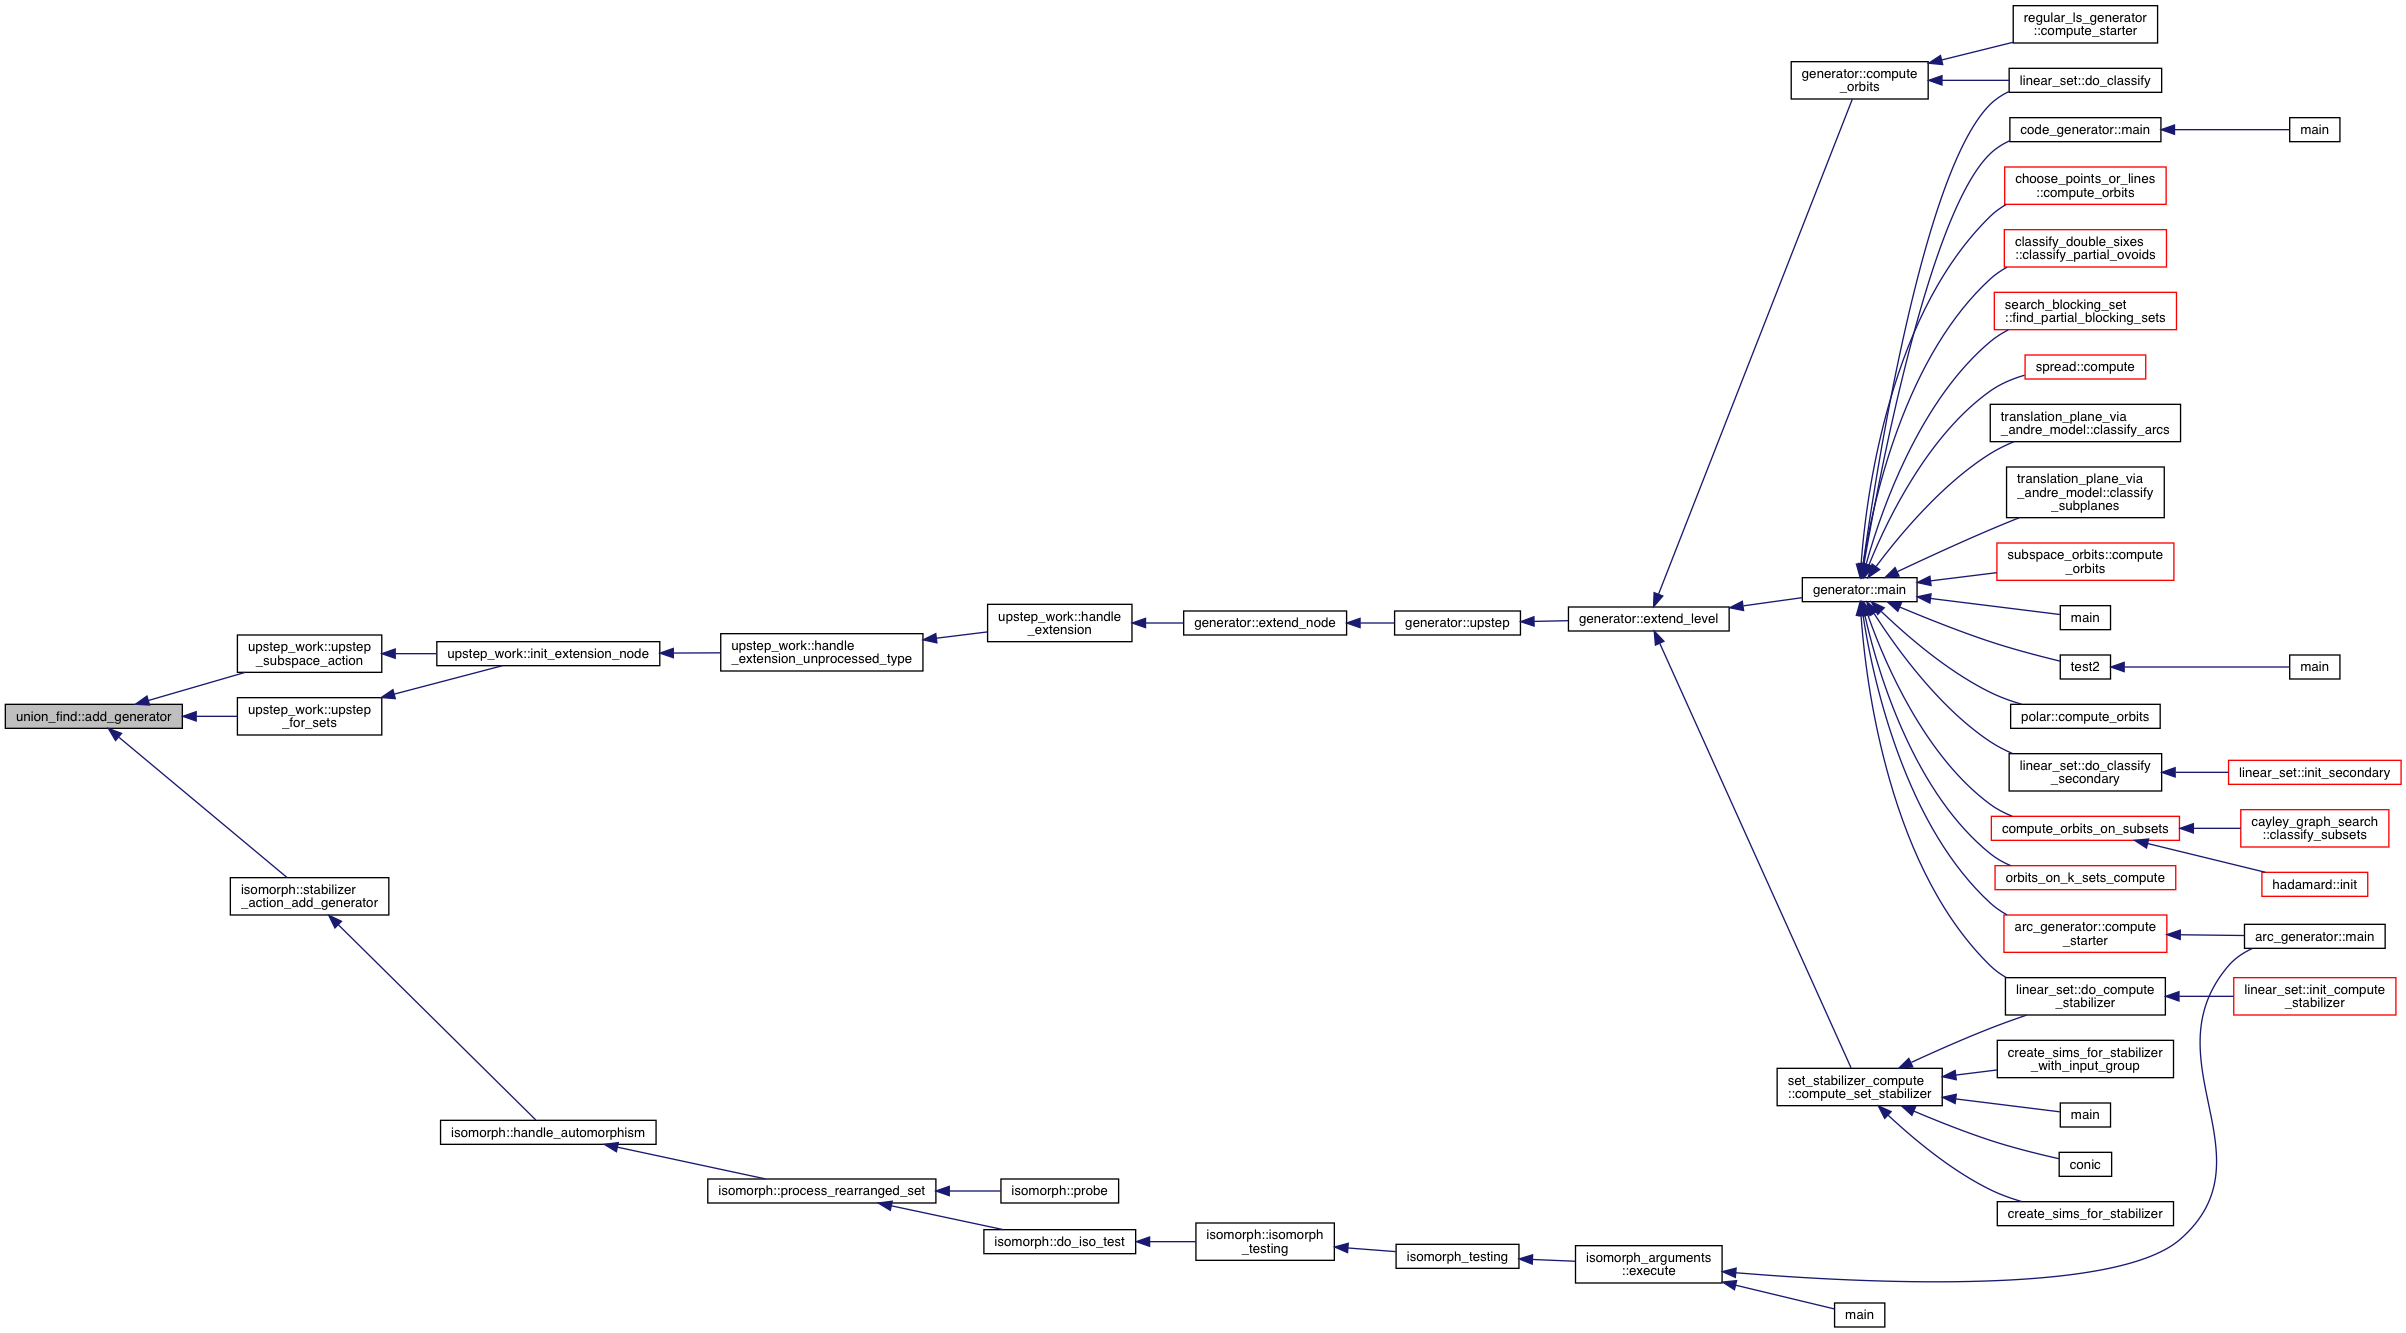 union_find::add_generator
upstep_work::upstep
_subspace_action
upstep_work::upstep
_for_sets
isomorph::stabilizer
_action_add_generator
upstep_work::init_extension_node
isomorph::handle_automorphism
upstep_work::handle
_extension_unprocessed_type
isomorph::process_rearranged_set
upstep_work::handle
_extension
isomorph::probe
isomorph::do_iso_test
generator::extend_node
isomorph::isomorph
_testing
generator::upstep
isomorph_testing
generator::extend_level
isomorph_arguments
::execute
generator::compute
_orbits
generator::main
set_stabilizer_compute
::compute_set_stabilizer
main
regular_ls_generator
::compute_starter
linear_set::do_classify
code_generator::main
choose_points_or_lines
::compute_orbits
classify_double_sixes
::classify_partial_ovoids
search_blocking_set
::find_partial_blocking_sets
spread::compute
translation_plane_via
_andre_model::classify_arcs
translation_plane_via
_andre_model::classify
_subplanes
subspace_orbits::compute
_orbits
main
test2
polar::compute_orbits
linear_set::do_classify
_secondary
compute_orbits_on_subsets
orbits_on_k_sets_compute
arc_generator::compute
_starter
linear_set::do_compute
_stabilizer
create_sims_for_stabilizer
_with_input_group
main
conic
create_sims_for_stabilizer
main
main
linear_set::init_secondary
cayley_graph_search
::classify_subsets
hadamard::init
arc_generator::main
linear_set::init_compute
_stabilizer